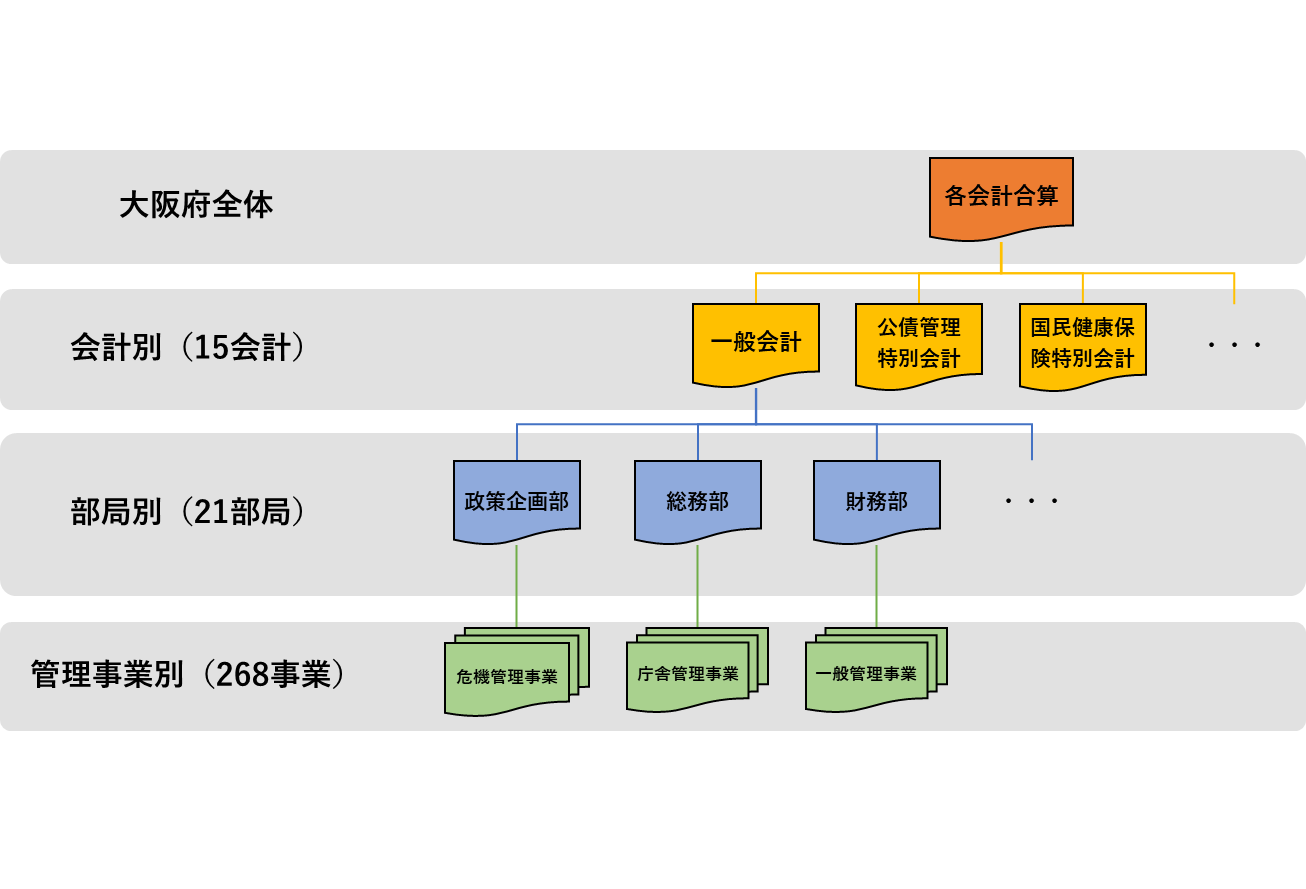 大阪府全体
各会計合算
会計別（15会計）
一般会計
公債管理
特別会計
国民健康保
険特別会計
・・・
部局別（21部局）
政策企画部
総務部
財務部
・・・
管理事業別（268事業）
危機管理事業
庁舎管理事業
一般管理事業